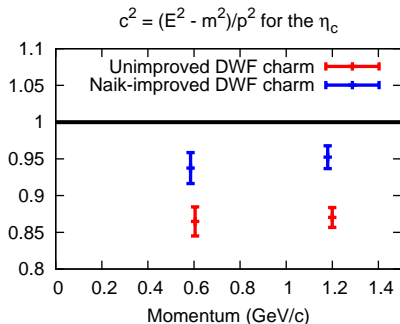 c² = (E² - m²)/p² for the η_c
Unimproved DWF charm
Naik-improved DWF charm
1.1
1.05
1
0.95
0.9
0.85
0.8
0 0.2 0.4 0.6 0.8 1 1.2 1.4
Momentum (GeV/c)